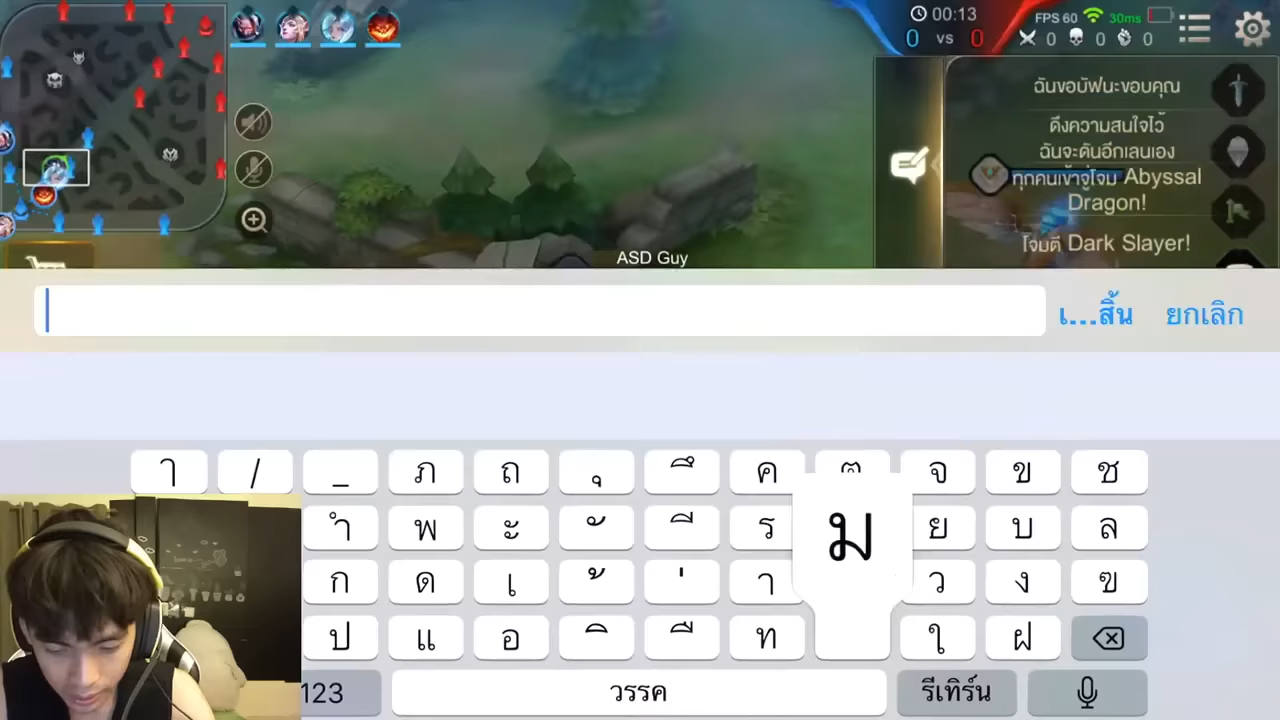 00:13
0 vs 0
FPS 60
30ms
0
0
0
ฉันขอบัฟนะขอบคุณ
ดึงความสนใจไว้
ฉันจะดันอีกเลนเอง
ทุกคนเข้าจู่โจม Abyssal
Dragon!
โจมตี Dark Slayer!
ASD Guy
เ...สิ้น
ยกเลิก
ๅ / _ ภ ถ ุ ึ ค ต จ ข ช
ำ พ ะ ั ี ร ม ย บ ล
ก ด เ ้ ่ า ว ง ฃ
ป แ อ ิ ื ท ใ ฝ
123
วรรค
รีเทิร์น